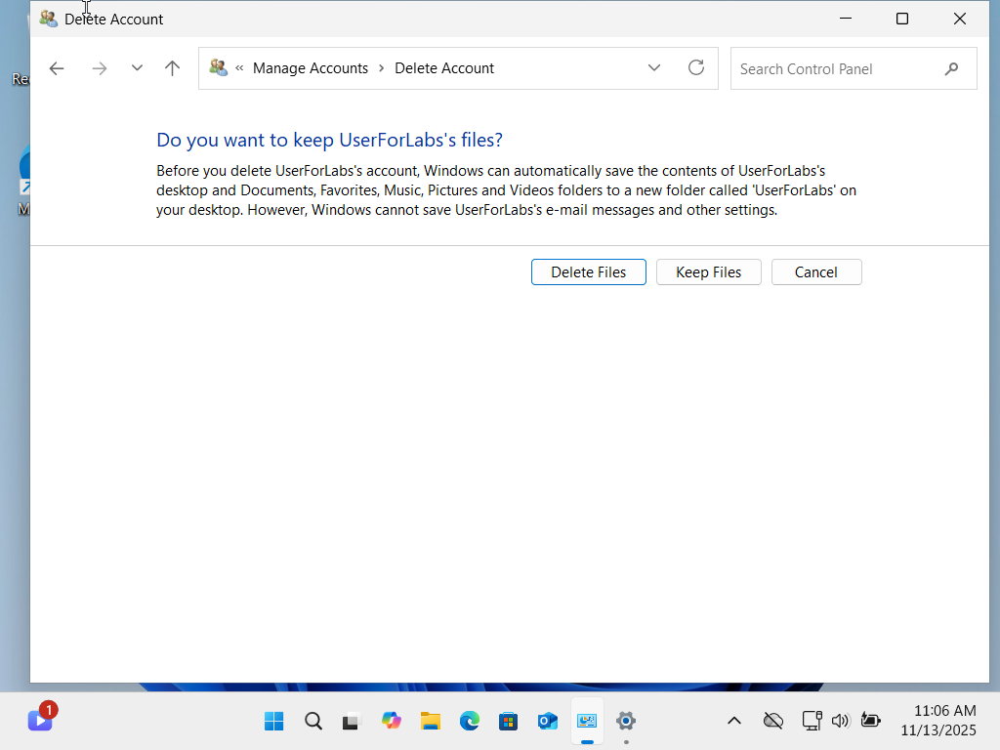 Delete Account
« Manage Accounts › Delete Account
Search Control Panel
Do you want to keep UserForLabs's files?
Before you delete UserForLabs's account, Windows can automatically save the contents of UserForLabs's
desktop and Documents, Favorites, Music, Pictures and Videos folders to a new folder called 'UserForLabs' on
your desktop. However, Windows cannot save UserForLabs's e-mail messages and other settings.
Delete Files
Keep Files
Cancel
1
11:06 AM
11/13/2025